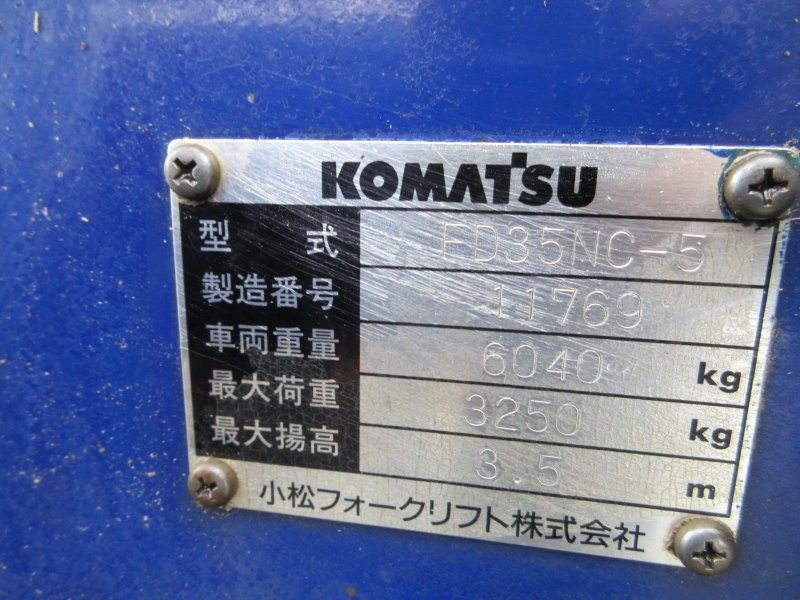 KOMATSU
型 式 FD35NC-5
製造番号 11769
車両重量 6040 kg
最大荷重 3250 kg
最大揚高 3.5 m
小松フォークリフト株式会社